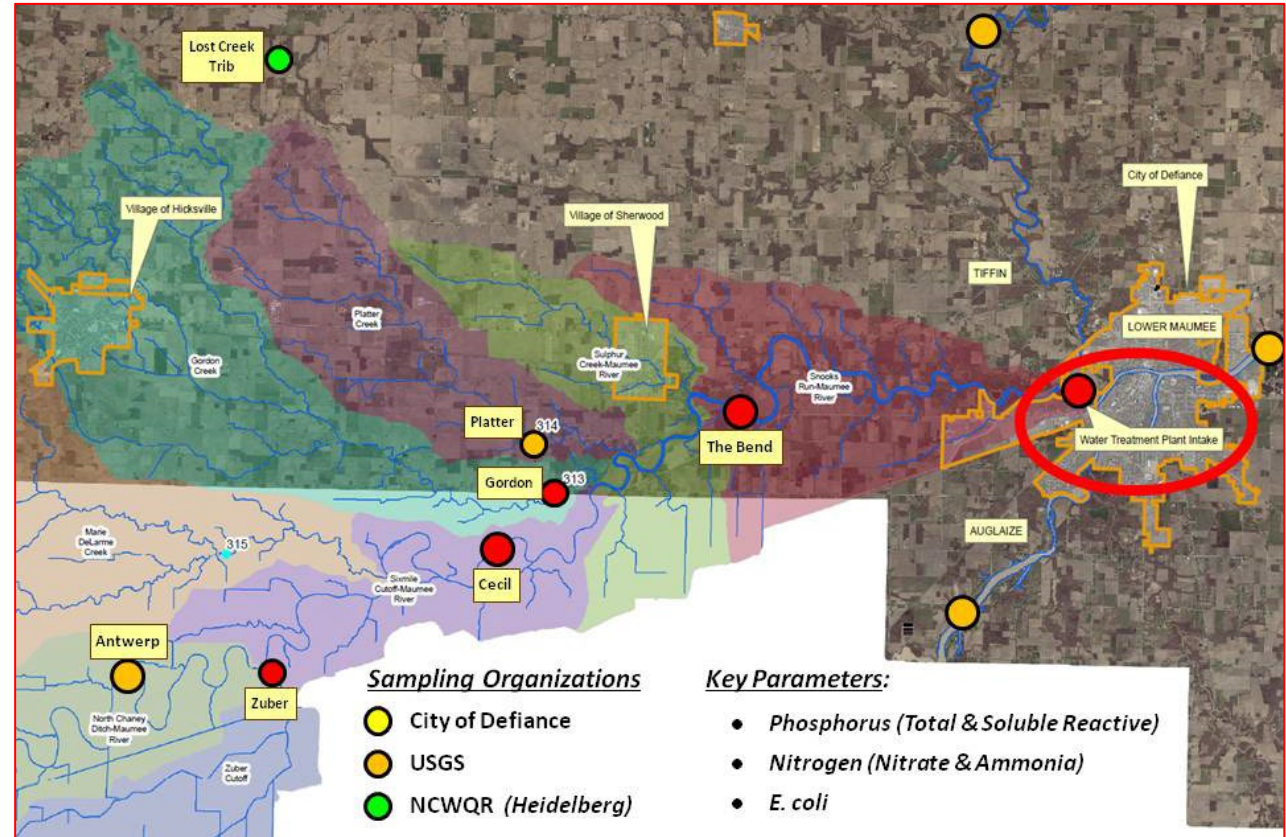 Lost Creek
Trib
City of Defiance
Village of Hicksville
Village of Sherwood
TIFFIN
LOWER MAUMEE
Platter
Creek
Gordon
Creek
Sulphur
Creek-Maumee
River
Snooks
Run-Maumee
River
Platter
314
The Bend
Water Treatment Plant Intake
Gordon
313
AUGLAIZE
Marie
DeLarme
Creek
315
Cecil
Sixmile
Cutoff-Maumee
River
Antwerp
Zuber
North Chaney
Ditch-Maumee
River
Zuber
Cutoff
Sampling Organizations
City of Defiance
USGS
NCWQR (Heidelberg)
Key Parameters:
• Phosphorus (Total & Soluble Reactive)
• Nitrogen (Nitrate & Ammonia)
• E. coli